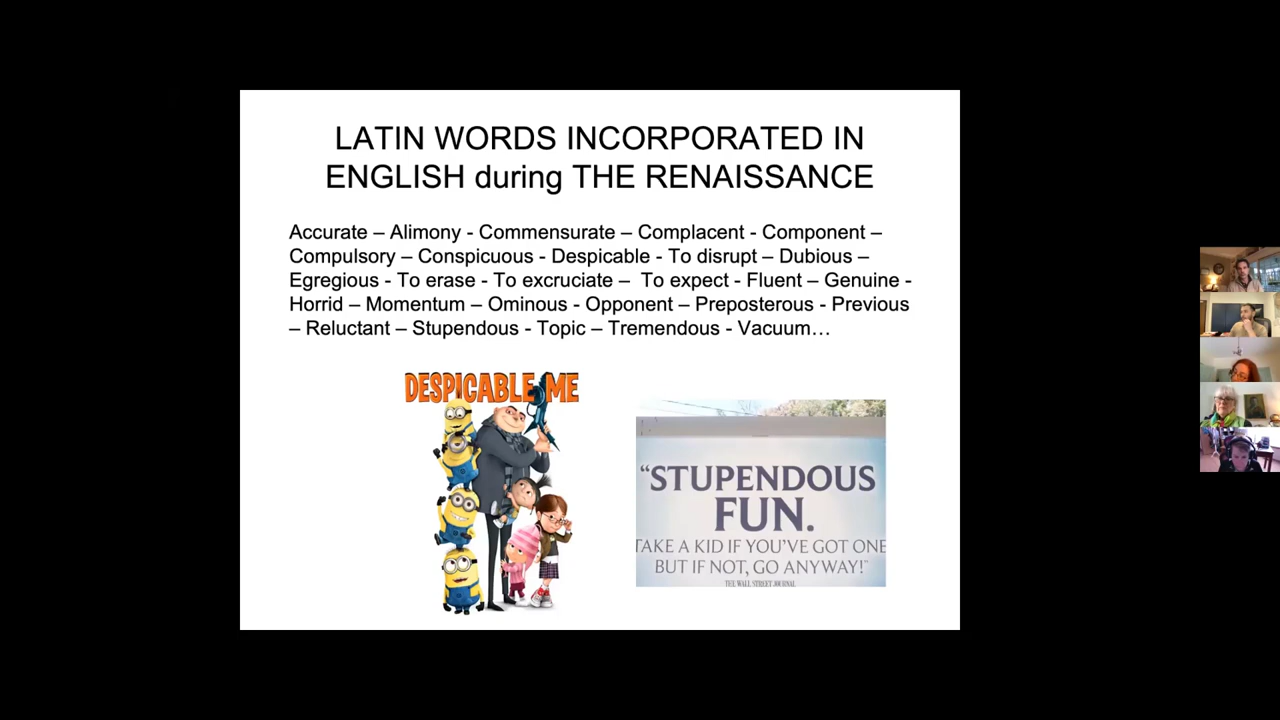 LATIN WORDS INCORPORATED IN
ENGLISH during THE RENAISSANCE
Accurate – Alimony - Commensurate – Complacent - Component –
Compulsory – Conspicuous - Despicable - To disrupt – Dubious –
Egregious - To erase - To excruciate – To expect - Fluent – Genuine -
Horrid – Momentum – Ominous - Opponent – Preposterous - Previous
– Reluctant – Stupendous - Topic – Tremendous - Vacuum…
DESPICABLE ME
“STUPENDOUS
FUN.
TAKE A KID IF YOU’VE GOT ONE
BUT IF NOT, GO ANYWAY!”
THE WALL STREET JOURNAL